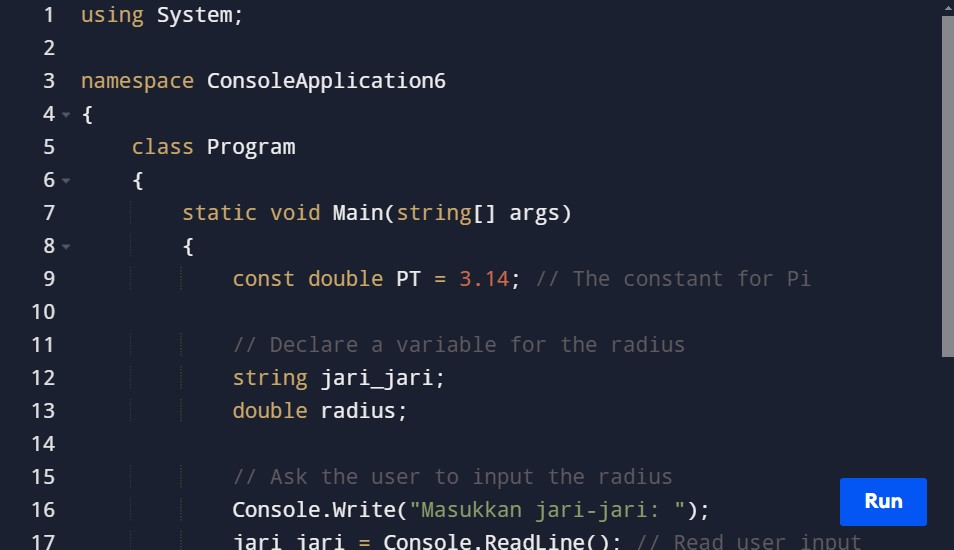 1 using System;
2
3 namespace ConsoleApplication6
4 {
5     class Program
6     {
7         static void Main(string[] args)
8         {
9             const double PT = 3.14; // The constant for Pi
10
11             // Declare a variable for the radius
12             string jari_jari;
13             double radius;
14
15             // Ask the user to input the radius
16             Console.Write("Masukkan jari-jari: ");
17             jari_jari = Console.ReadLine(); // Read user input
Run